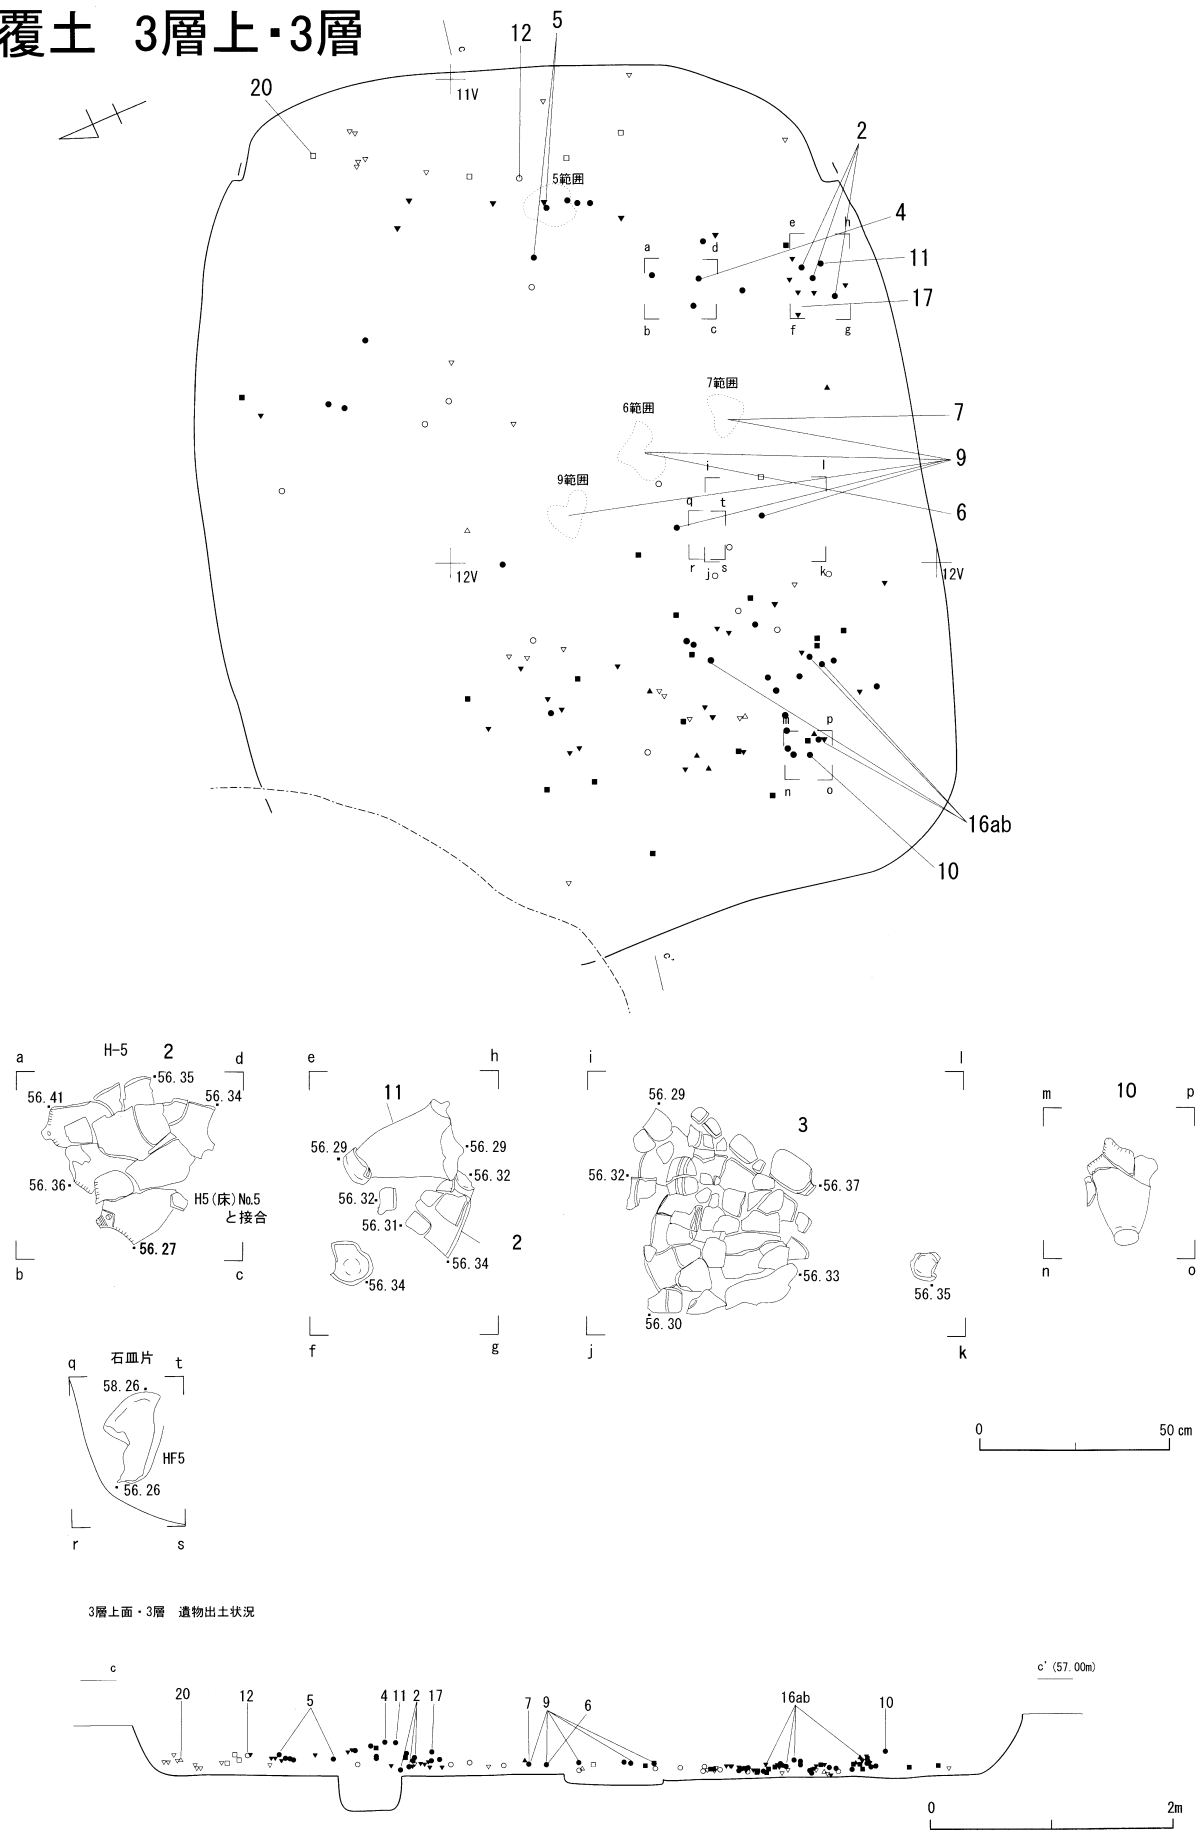 覆土 3層上・3層
c
5
12
11V
20
2
5範囲
4
e
h
a
d
11
17
b
c
f
g
7範囲
6範囲
7
9
i
l
9範囲
q
t
6
r
j
s
k
12V
12V
m
p
n
o
16ab
10
c'
a
H-5
2
d
56.35
56.41
56.34
56.36
H5(床)No.5
と接合
56.27
b
c
e
h
11
56.29
56.29
56.32
56.32
56.31
2
56.34
56.34
f
g
i
l
56.29
3
56.32
56.37
56.33
56.35
56.30
j
k
m
10
p
n
o
q
石皿片
t
58.26
HF5
56.26
r
s
0
50 cm
3層上面・3層 遺物出土状況
c
c' (57.00m)
20
12
5
4
11
2
17
7
9
6
16ab
10
0
2m